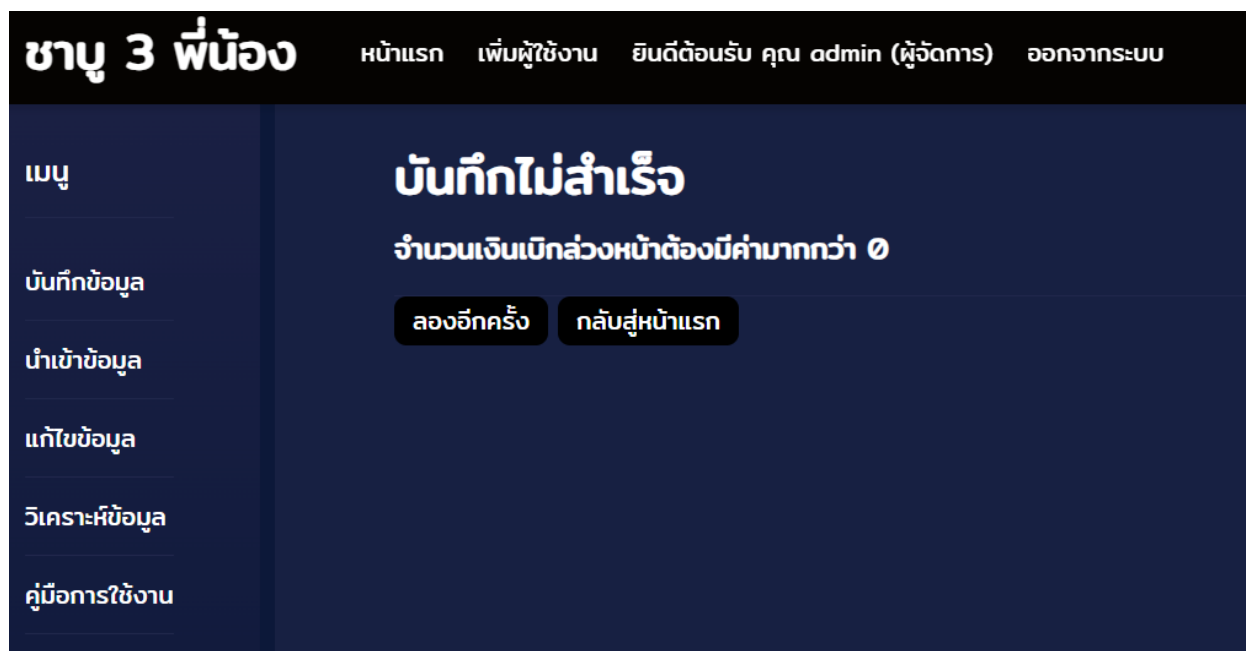 ชาบู 3 พี่น้อง หน้าแรก เพิ่มผู้ใช้งาน ยินดีต้อนรับ คุณ admin (ผู้จัดการ) ออกจากระบบ
เมนู
บันทึกข้อมูล
นำเข้าข้อมูล
แก้ไขข้อมูล
วิเคราะห์ข้อมูล
คู่มือการใช้งาน
บันทึกไม่สำเร็จ
จำนวนเงินเบิกล่วงหน้าต้องมีค่ามากกว่า 0
ลองอีกครั้ง กลับสู่หน้าแรก